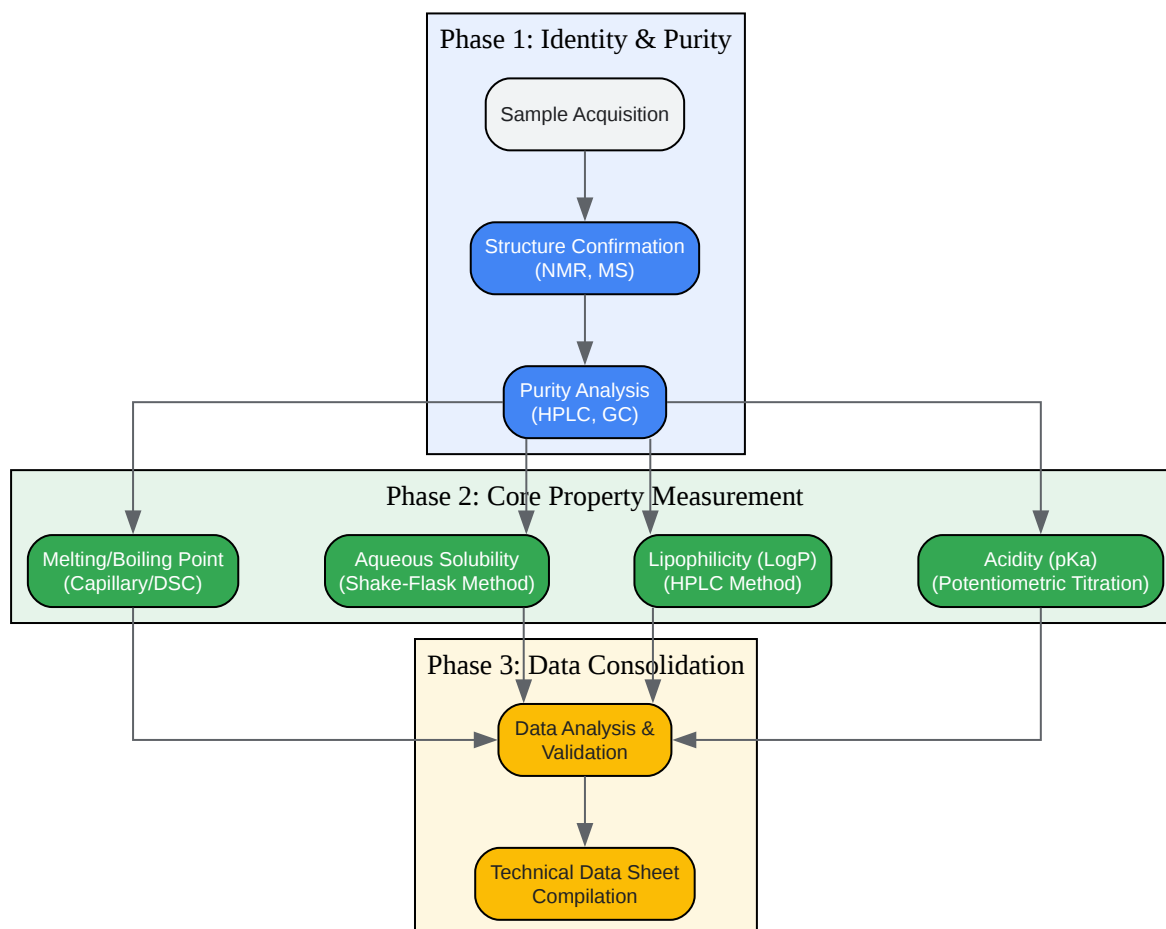 Phase 1: Identity & Purity
Sample Acquisition
Structure Confirmation
(NMR, MS)
Purity Analysis
(HPLC, GC)
Phase 2: Core Property Measurement
Melting/Boiling Point
(Capillary/DSC)
Aqueous Solubility
(Shake-Flask Method)
Lipophilicity (LogP)
(HPLC Method)
Acidity (pKa)
(Potentiometric Titration)
Phase 3: Data Consolidation
Data Analysis &
Validation
Technical Data Sheet
Compilation